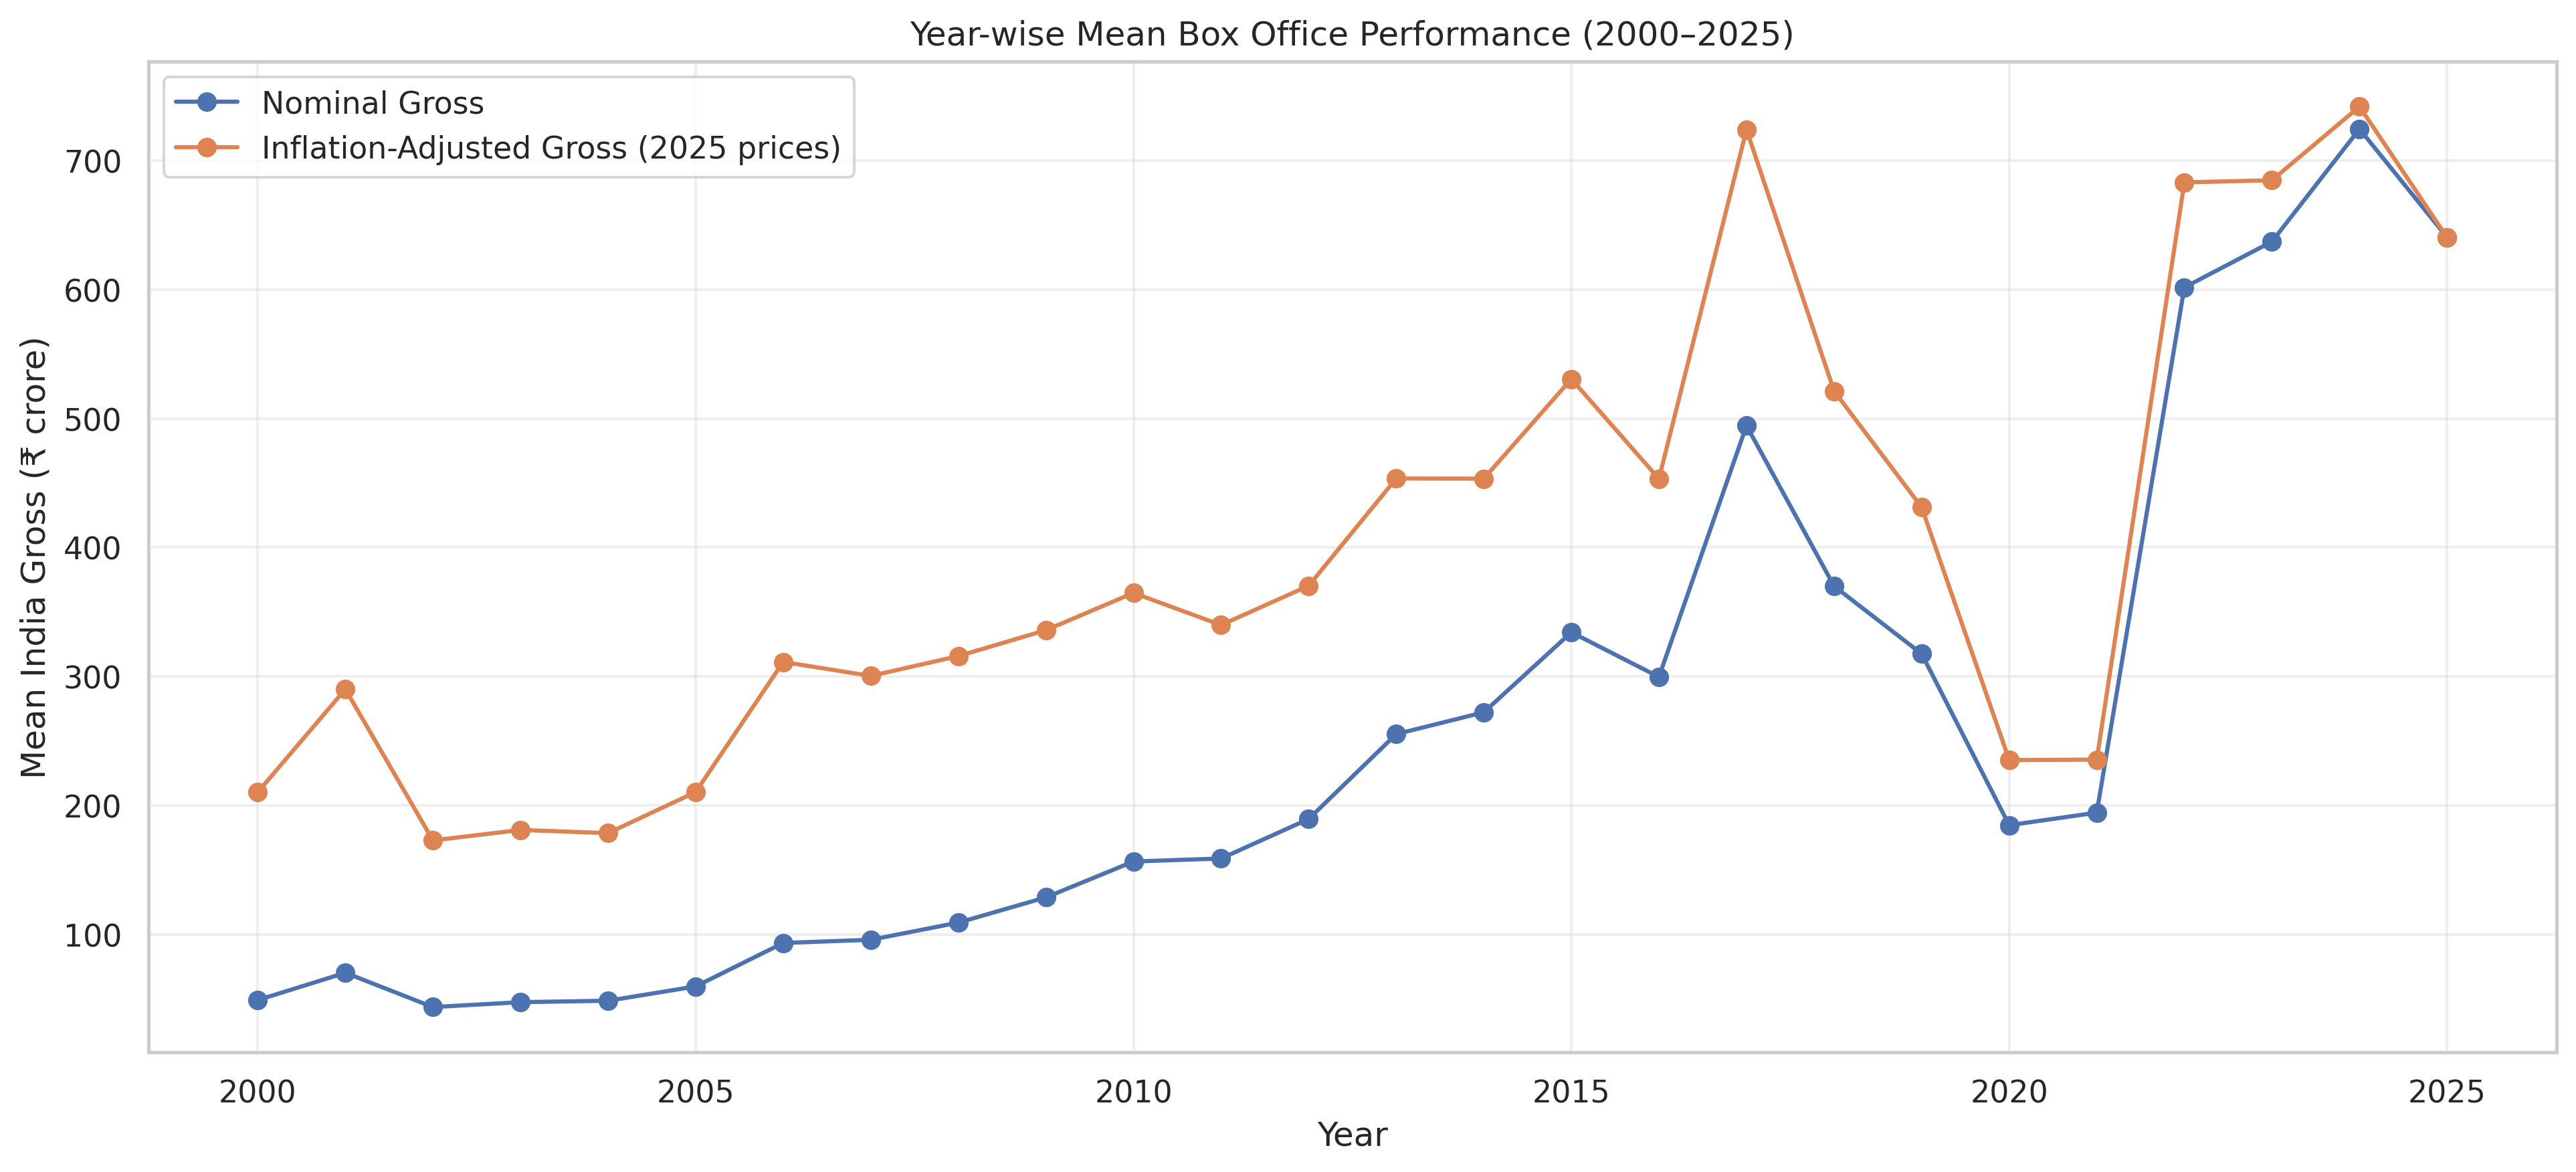 Year-wise Mean Box Office Performance (2000–2025)
Nominal Gross
Inflation-Adjusted Gross (2025 prices)
Mean India Gross (₹ crore)
700
600
500
400
300
200
100
2000 2005 2010 2015 2020 2025
Year